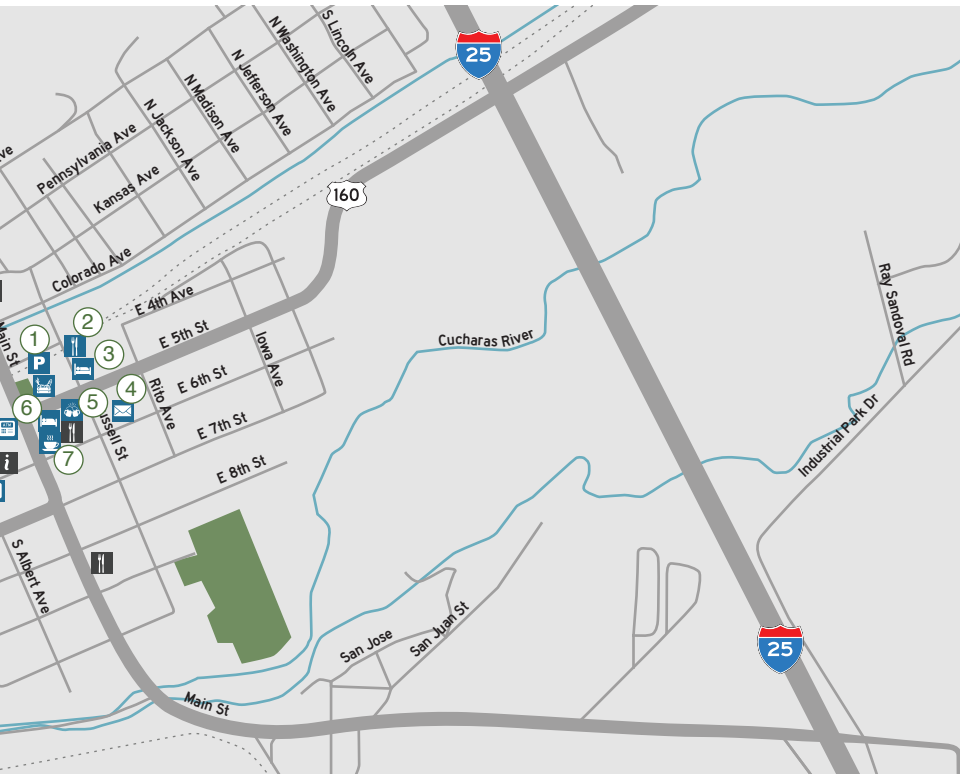 S Lincoln Ave
N Washington Ave
25
N Jefferson Ave
N Madison Ave
N Jackson Ave
ve
Pennsylvania Ave
Kansas Ave
160
Colorado Ave
Ray Sandoval Rd
E 4th Ave
Main St
1
2
E 5th St
Cucharas River
P
3
Iowa Ave
E 6th St
4
Rito Ave
5
6
ssell St
E 7th St
Industrial Park Dr
i
7
E 8th St
S Albert Ave
San Jose
San Juan St
25
Main St